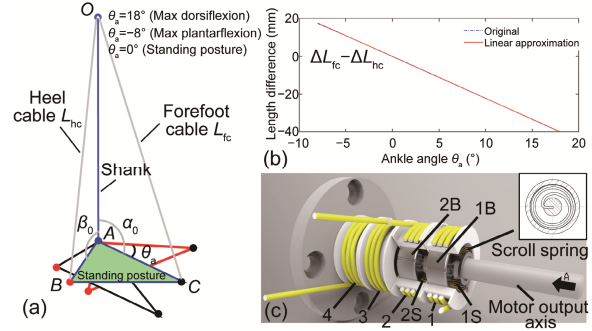 O
θa=18° (Max dorsiflexion)
θa=−8° (Max plantarflexion)
θa=0° (Standing posture)
Heel
cable Lhc
Forefoot
cable Lfc
Shank
β0
α0
A
θa
Standing posture
B
C
(a)
20
0
−20
−40
Length difference (mm)
Original
Linear approximation
ΔLfc−ΔLhc
−10
−5
0
5
10
15
20
Ankle angle θa (°)
(b)
2B
1B
Scroll spring
A
Motor output
axis
4
3
2
2S
1
1S
(c)